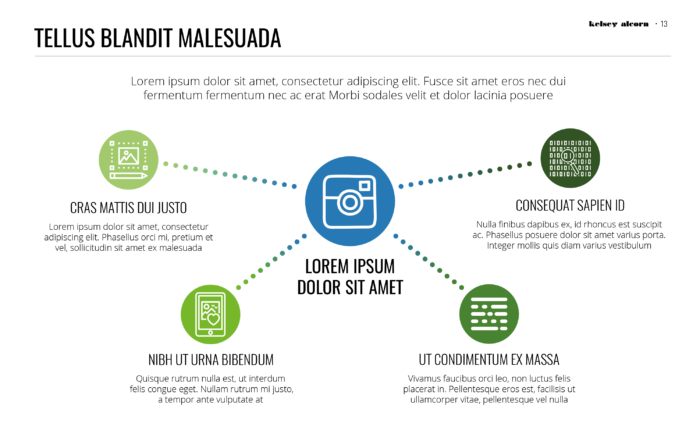 kelsey alcorn • 13
TELLUS BLANDIT MALESUADA
Lorem ipsum dolor sit amet, consectetur adipiscing elit. Fusce sit amet eros nec dui
fermentum fermentum nec ac erat Morbi sodales velit et dolor lacinia posuere
CRAS MATTIS DUI JUSTO
Lorem ipsum dolor sit amet, consectetur
adipiscing elit. Phasellus orci mi, pretium et
vel, sollicitudin sit amet ex malesuada
CONSEQUAT SAPIEN ID
Nulla finibus dapibus ex, id rhoncus est suscipit
ac. Phasellus posuere dolor sit amet varius porta.
Integer mollis quis diam varius vestibulum
LOREM IPSUM
DOLOR SIT AMET
NIBH UT URNA BIBENDUM
Quisque rutrum nulla est, ut interdum
felis congue eget. Nullam rutrum mi justo,
a tempor ante vulputate at
UT CONDIMENTUM EX MASSA
Vivamus faucibus orci leo, non luctus felis
placerat in. Pellentesque eros est, facilisis ut
ullamcorper vitae, pellentesque vel nulla